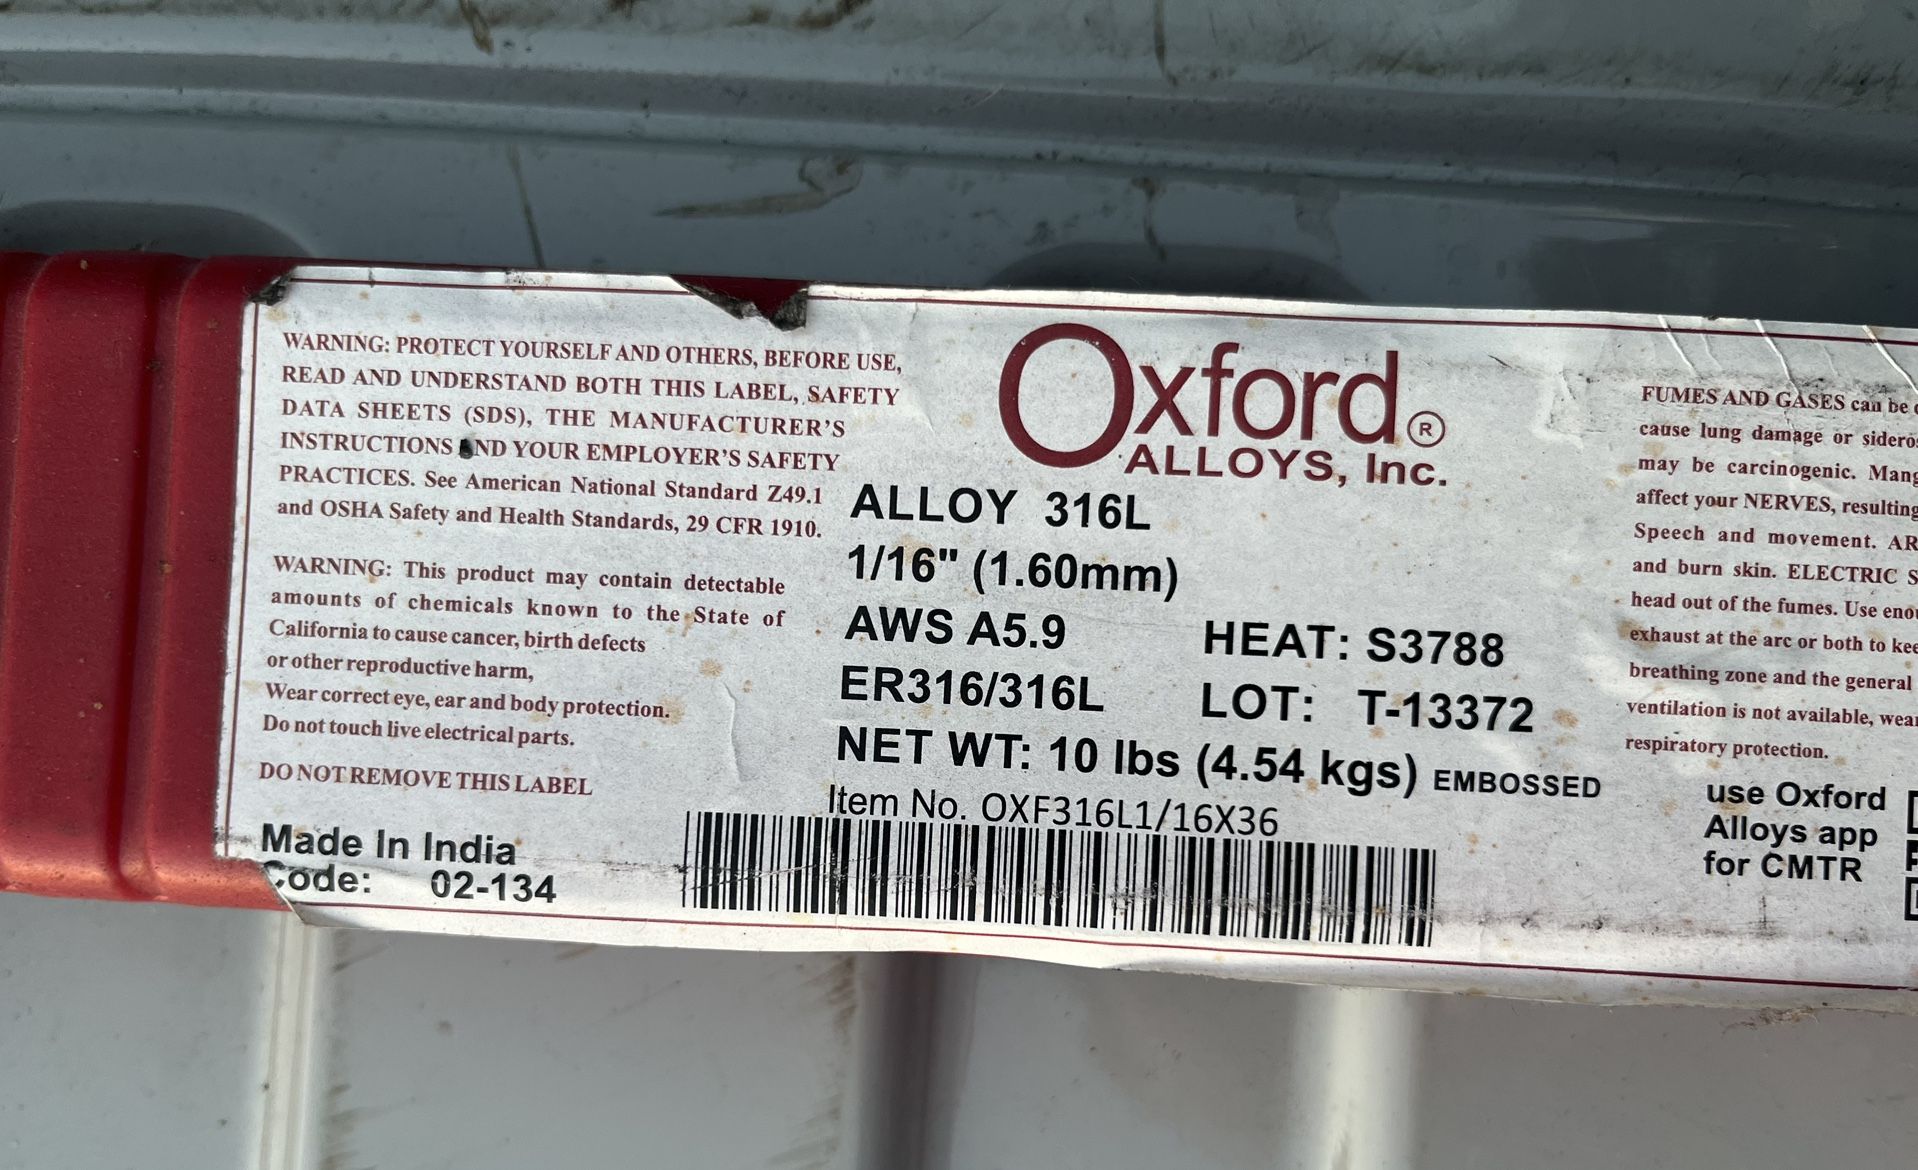 WARNING: PROTECT YOURSELF AND OTHERS, BEFORE USE,
READ AND UNDERSTAND BOTH THIS LABEL, SAFETY
DATA SHEETS (SDS), THE MANUFACTURER'S
INSTRUCTIONS AND YOUR EMPLOYER'S SAFETY
PRACTICES. See American National Standard Z49.1
and OSHA Safety and Health Standards, 29 CFR 1910.
WARNING: This product may contain detectable
amounts of chemicals known to the State of
California to cause cancer, birth defects
or other reproductive harm,
Wear correct eye, ear and body protection.
Do not touch live electrical parts.
DO NOT REMOVE THIS LABEL
Made In India
Code: 02-134
Oxford®
ALLOYS, Inc.
ALLOY 316L
1/16" (1.60mm)
AWS A5.9
ER316/316L
HEAT: S3788
LOT: T-13372
NET WT: 10 lbs (4.54 kgs) EMBOSSED
Item No. OXF316L1/16X36
FUMES AND GASES can be
cause lung damage or
may be carcinogenic.
affect your NERVES, resulting
Speech and movement.
and burn skin. ELECTRIC
head out of the fumes. Use
exhaust at the arc or both to
breathing zone and the general
ventilation is not available,
respiratory protection.
use Oxford
Alloys app
for CMTR